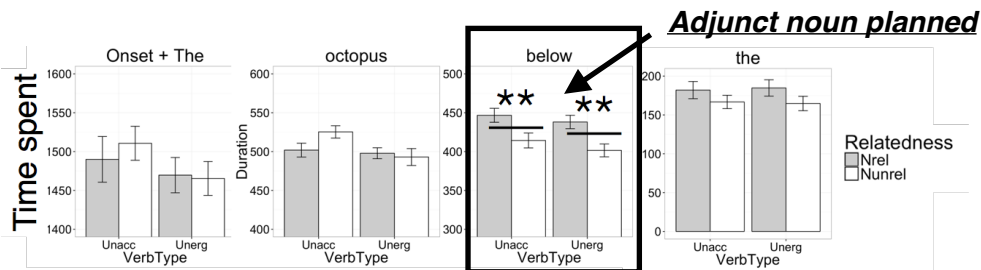 Adjunct noun planned
Time spent
Onset + The
1600
1550
1500
1450
1400
Unacc Unerg
VerbType
octopus
Duration
600
550
500
450
400
Unacc Unerg
VerbType
below
500
450
400
350
300
** **
Unacc Unerg
VerbType
the
200
150
100
50
0
Unacc Unerg
VerbType
Relatedness
Nrel
Nunrel